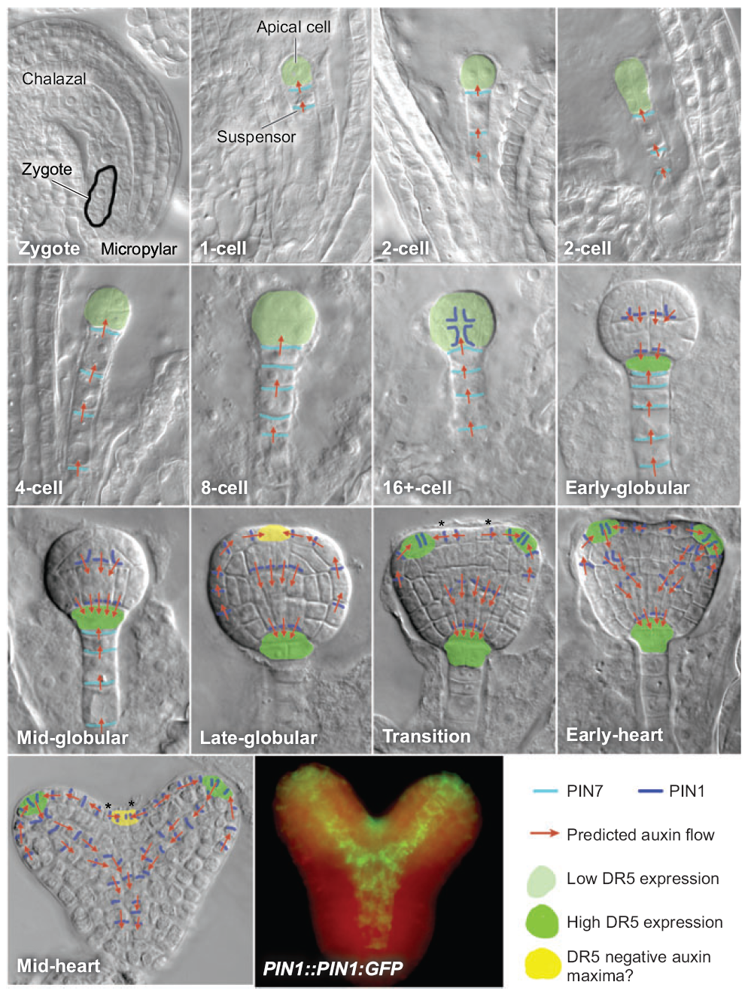 Chalazal
Zygote
Zygote
Micropylar
Apical cell
Suspensor
1-cell
2-cell
2-cell
4-cell
8-cell
16+-cell
Early-globular
Mid-globular
Late-globular
* *
Transition
Early-heart
* *
Mid-heart
PIN1::PIN1:GFP
PIN7 PIN1
Predicted auxin flow
Low DR5 expression
High DR5 expression
DR5 negative auxin
maxima?